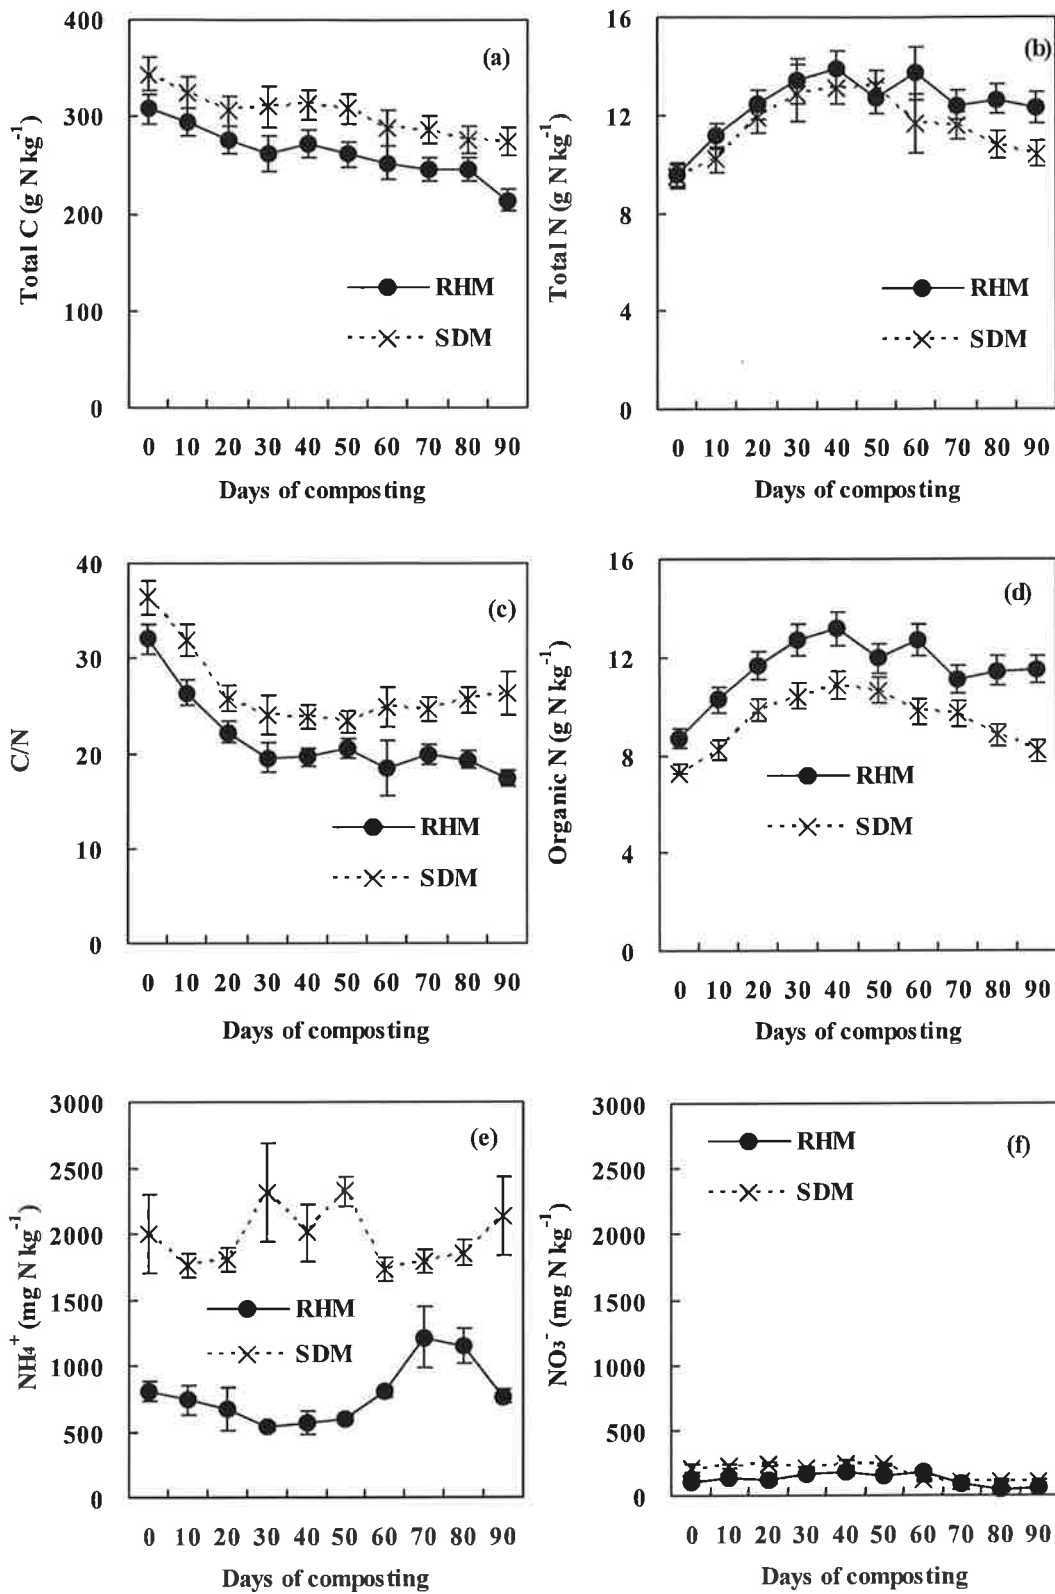 400
300
200
100
0
Total C (g N kg⁻¹)
(a)
RHM
SDM
0 10 20 30 40 50 60 70 80 90
Days of composting
16
12
8
4
0
Total N (g N kg⁻¹)
(b)
RHM
SDM
0 10 20 30 40 50 60 70 80 90
Days of composting
40
30
20
10
0
C/N
(c)
RHM
SDM
0 10 20 30 40 50 60 70 80 90
Days of composting
16
12
8
4
0
Organic N (g N kg⁻¹)
(d)
RHM
SDM
0 10 20 30 40 50 60 70 80 90
Days of composting
3000
2500
2000
1500
1000
500
0
NH₄⁺ (mg N kg⁻¹)
(e)
RHM
SDM
0 10 20 30 40 50 60 70 80 90
Days of composting
3000
2500
2000
1500
1000
500
0
NO₃⁻ (mg N kg⁻¹)
(f)
RHM
SDM
0 10 20 30 40 50 60 70 80 90
Days of composting